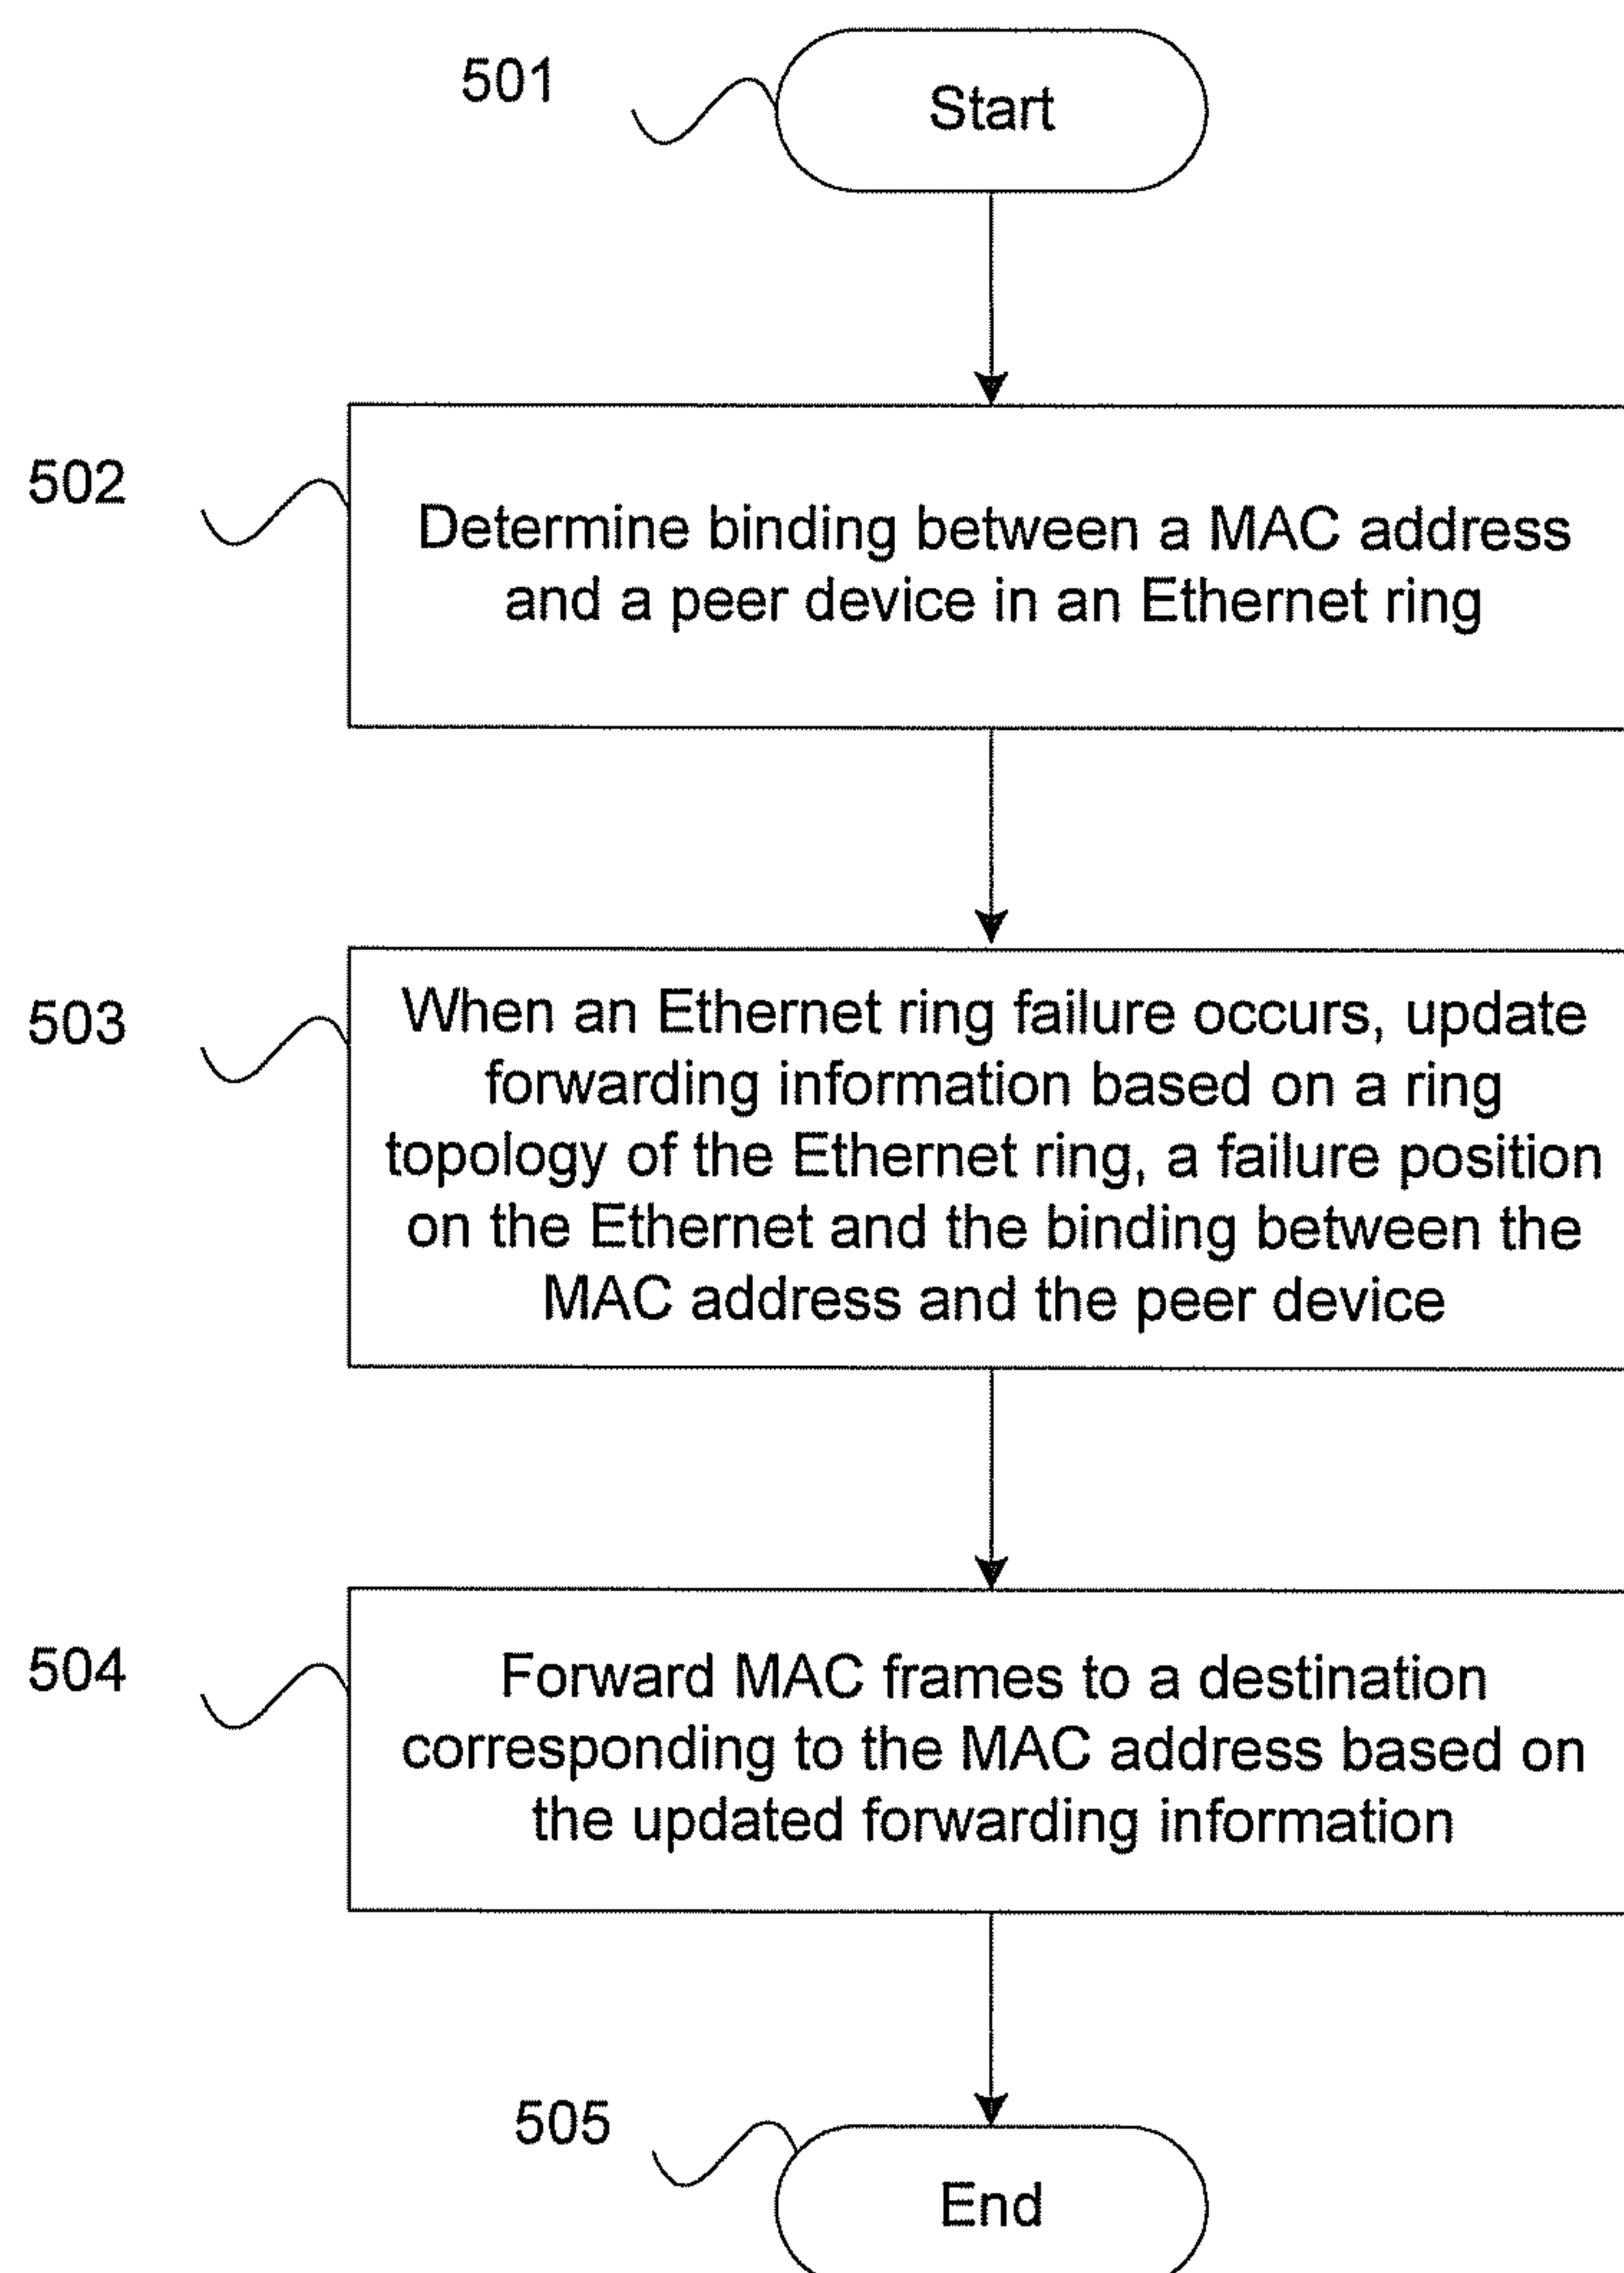 501
Start
502
Determine binding between a MAC address
and a peer device in an Ethernet ring
503
When an Ethernet ring failure occurs, update
forwarding information based on a ring
topology of the Ethernet ring, a failure position
on the Ethernet and the binding between the
MAC address and the peer device
504
Forward MAC frames to a destination
corresponding to the MAC address based on
the updated forwarding information
505
End